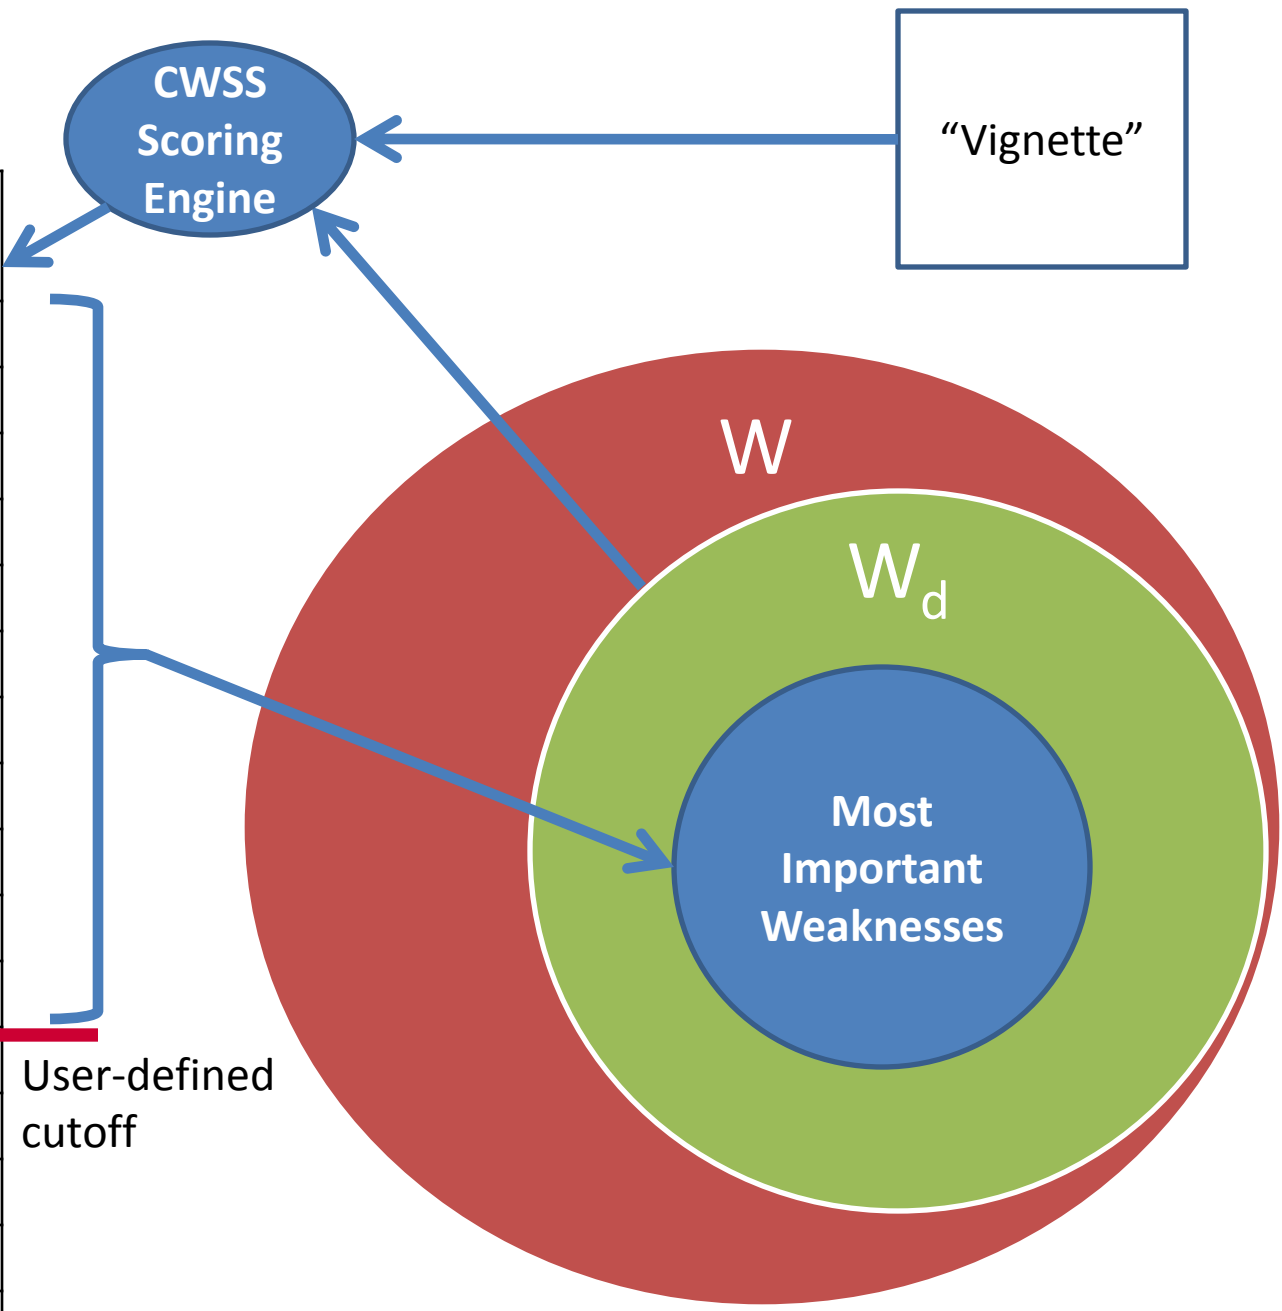 CWSS
Scoring
Engine
“Vignette”
W
Wd
Most
Important
Weaknesses
User-defined
cutoff